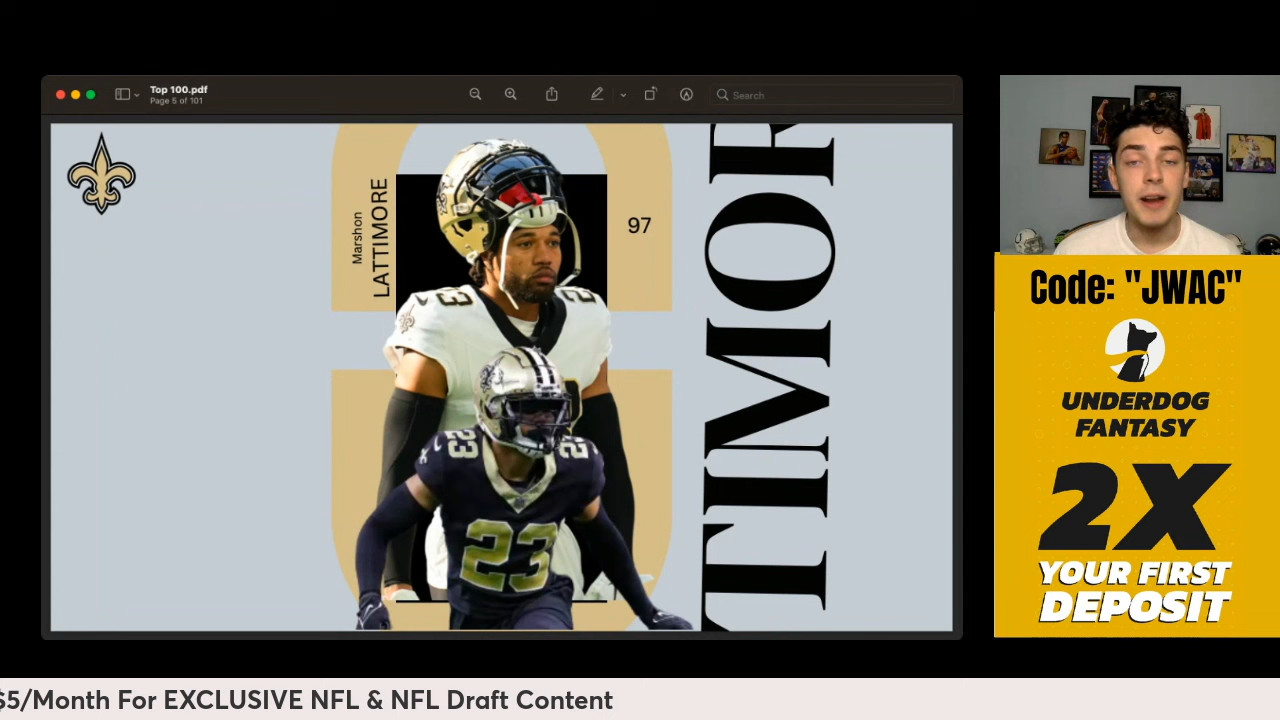 Top 100.pdf
Page 5 of 101
Search
Marshon
LATTIMORE
97
TIMOR
23
23
Code: "JWAC"
UNDERDOG
FANTASY
2X
YOUR FIRST
DEPOSIT
$5/Month For EXCLUSIVE NFL & NFL Draft Content